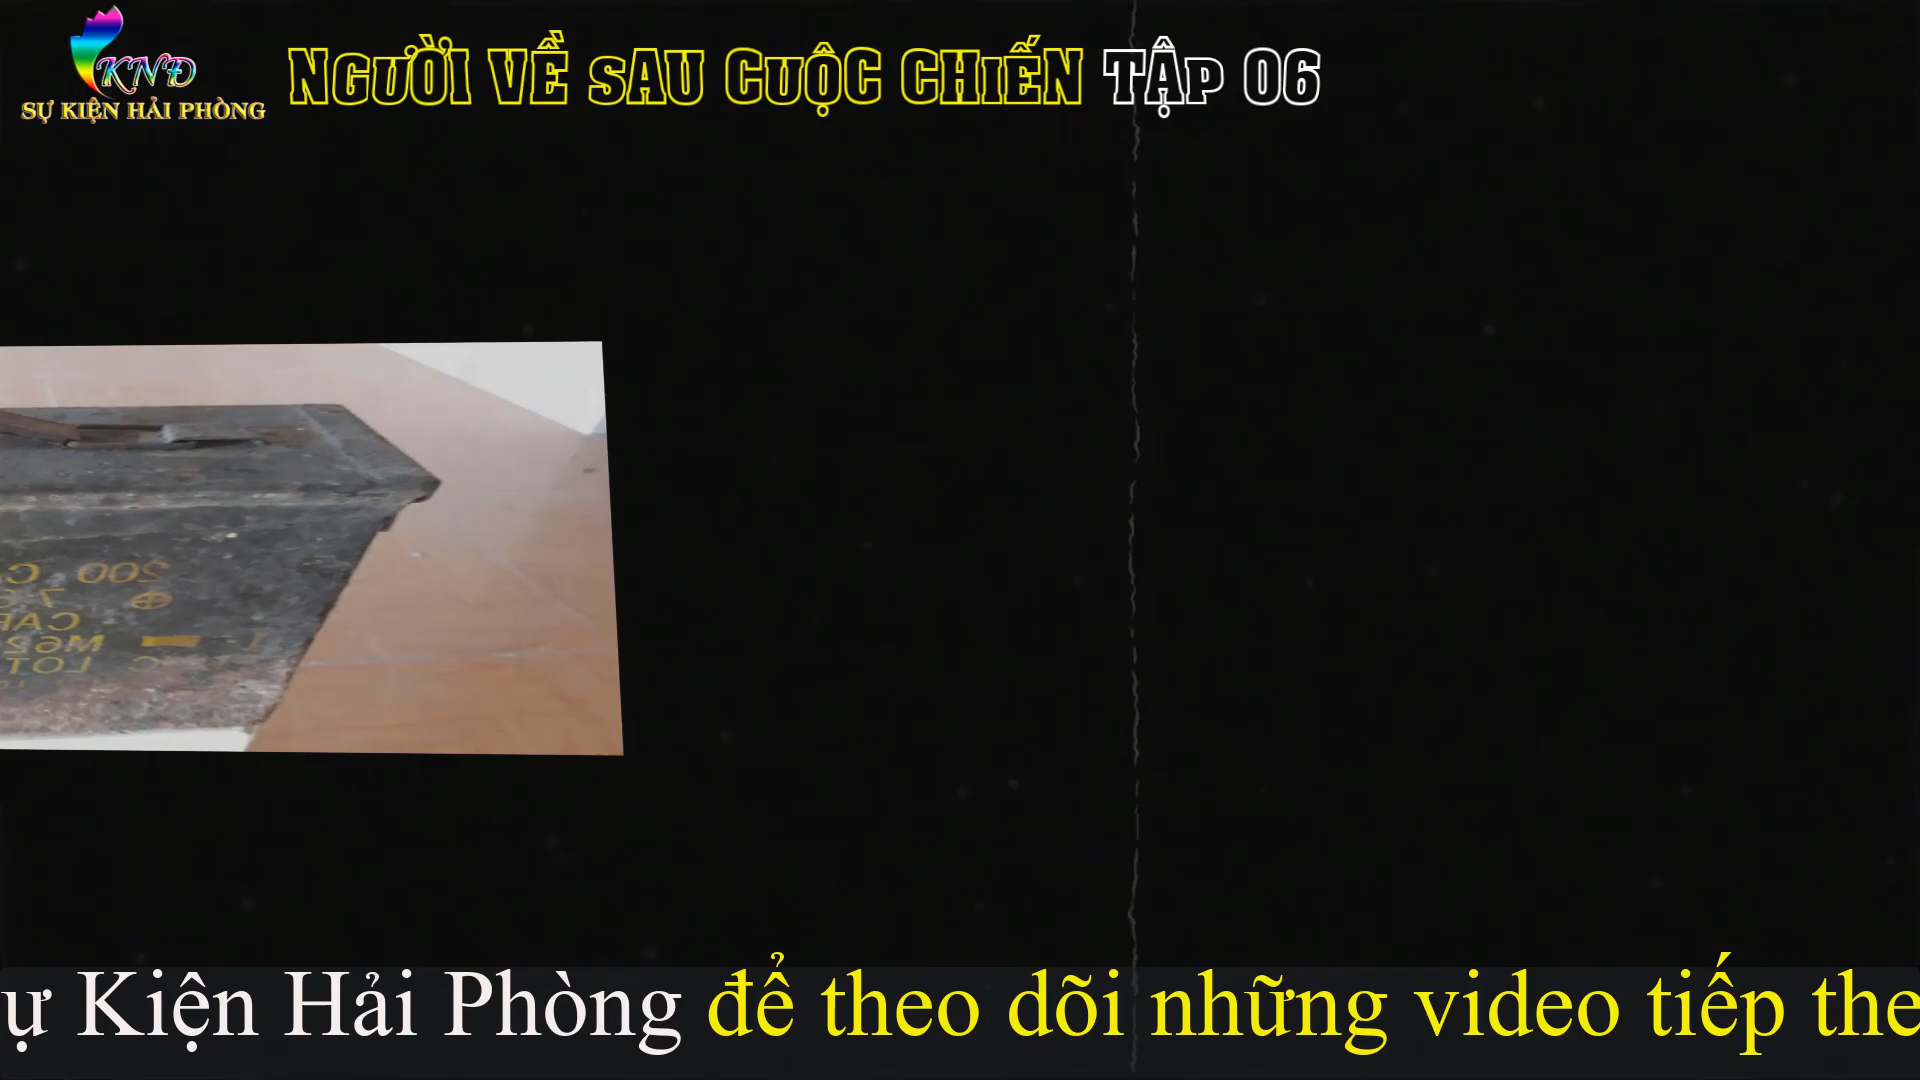 KNĐ
SỰ KIỆN HẢI PHÒNG
NGƯỜI VỀ SAU CUỘC CHIẾN TẬP 06
200
CAR
M62
LOT
ự Kiện Hải Phòng để theo dõi những video tiếp the